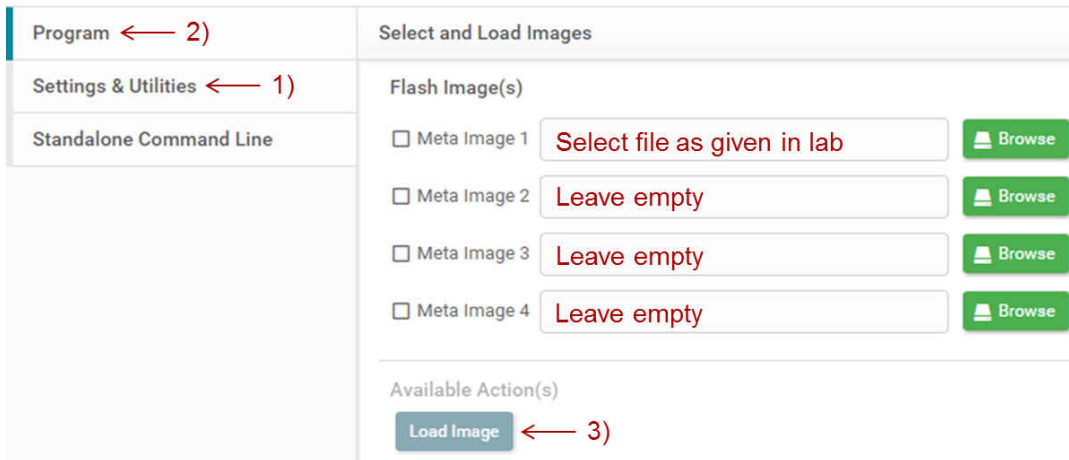 Program ← 2)
Select and Load Images
Settings & Utilities ← 1)
Flash Image(s)
Standalone Command Line
Meta Image 1 Select file as given in lab Browse
Meta Image 2 Leave empty Browse
Meta Image 3 Leave empty Browse
Meta Image 4 Leave empty Browse
Available Action(s)
Load Image ← 3)